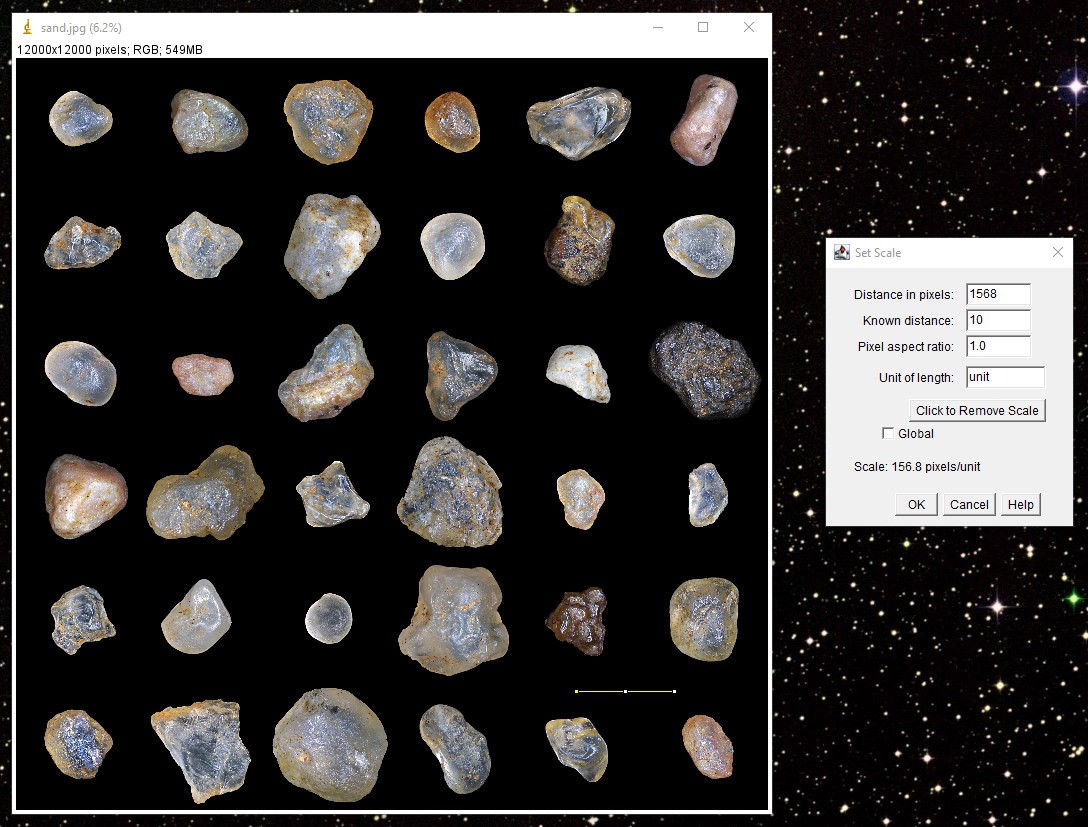 sand.jpg (6.2%)
12000x12000 pixels; RGB; 549MB
Set Scale
Distance in pixels: 1568
Known distance: 10
Pixel aspect ratio: 1.0
Unit of length: unit
Click to Remove Scale
Global
Scale: 156.8 pixels/unit
OK Cancel Help